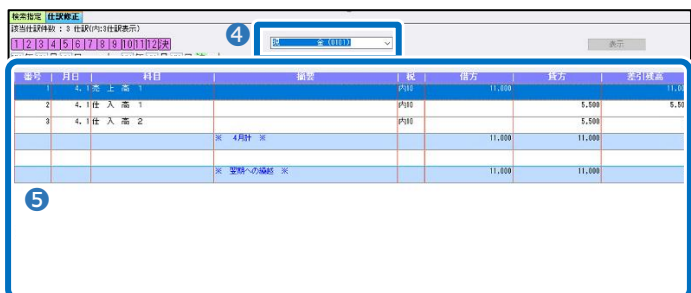 検索指定 仕訳修正
該当仕訳件数 : 3 仕訳(内:3仕訳表示)
1 2 3 4 5 6 7 8 9 10 11 12 決
4
現 金 (0101)
表示
番号 月日 科目 摘要 税 借方 貸方 差引残高
1 4. 1 売 上 高 1 内10 11,000 11,00
2 4. 1 仕 入 高 1 内10 5,500 5,50
3 4. 1 仕 入 高 2 内10 5,500
※ 4月計 ※ 11,000 11,000
※ 翌期への繰越 ※ 11,000 11,000
5